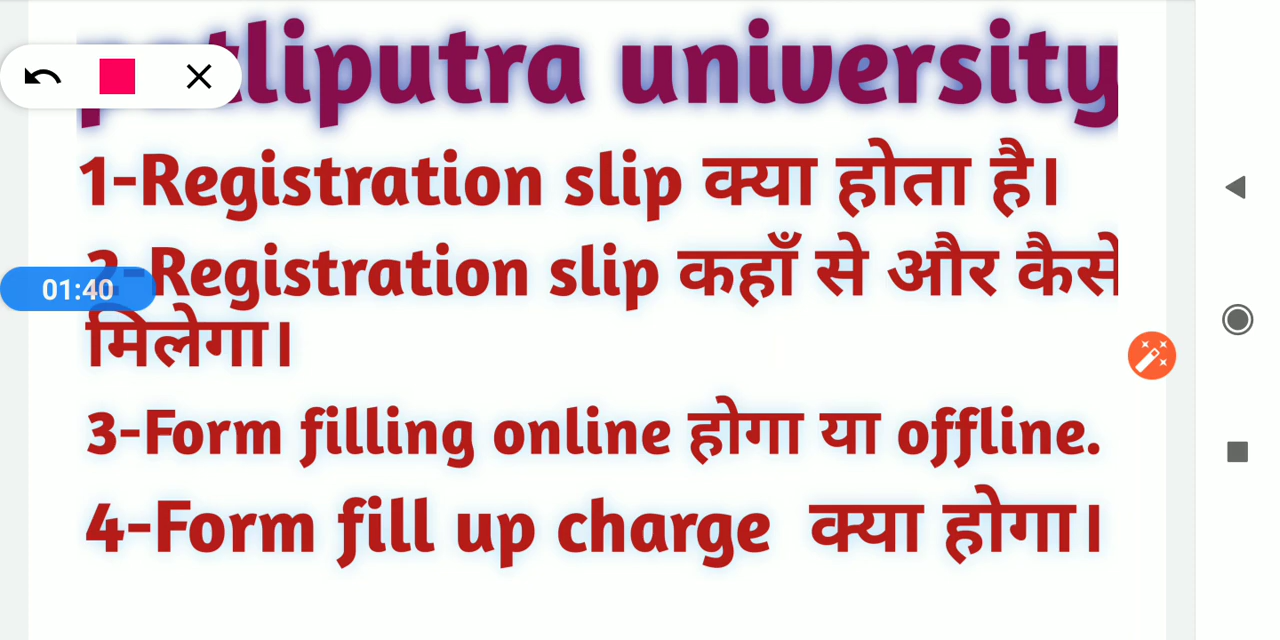 patliputra university
1-Registration slip क्या होता है।
2-Registration slip कहाँ से और कैसे
01:40
मिलेगा।
3-Form filling online होगा या offline.
4-Form fill up charge क्या होगा।